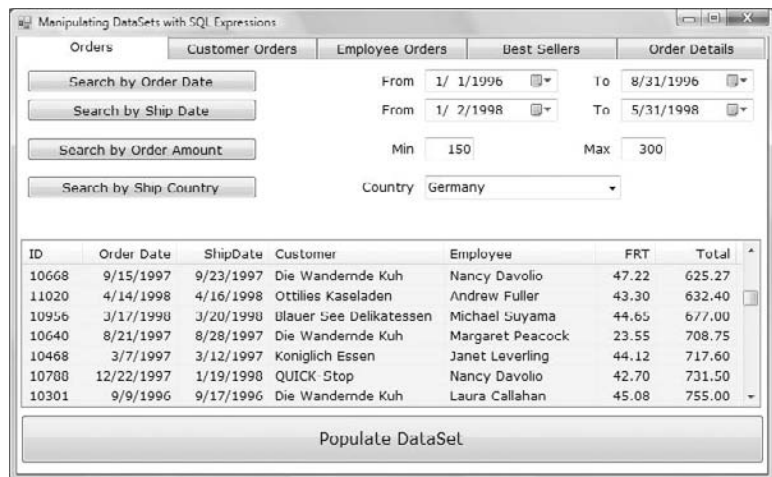 Manipulating DataSets with SQL Expressions
Orders Customer Orders Employee Orders Best Sellers Order Details
Search by Order Date From 1/ 1/1996 To 8/31/1996
Search by Ship Date From 1/ 2/1998 To 5/31/1998
Search by Order Amount Min 150 Max 300
Search by Ship Country Country Germany
ID Order Date ShipDate Customer Employee FRT Total
10668 9/15/1997 9/23/1997 Die Wandernde Kuh Nancy Davolio 47.22 625.27
11020 4/14/1998 4/16/1998 Ottilies Kaseladen Andrew Fuller 43.30 632.40
10956 3/17/1998 3/20/1998 Blauer See Delikatessen Michael Suyama 44.65 677.00
10640 8/21/1997 8/28/1997 Die Wandernde Kuh Margaret Peacock 23.55 708.75
10468 3/7/1997 3/12/1997 Koniglich Essen Janet Leverling 44.12 717.60
10788 12/22/1997 1/19/1998 QUICK-Stop Nancy Davolio 42.70 731.50
10301 9/9/1996 9/17/1996 Die Wandernde Kuh Laura Callahan 45.08 755.00
Populate DataSet